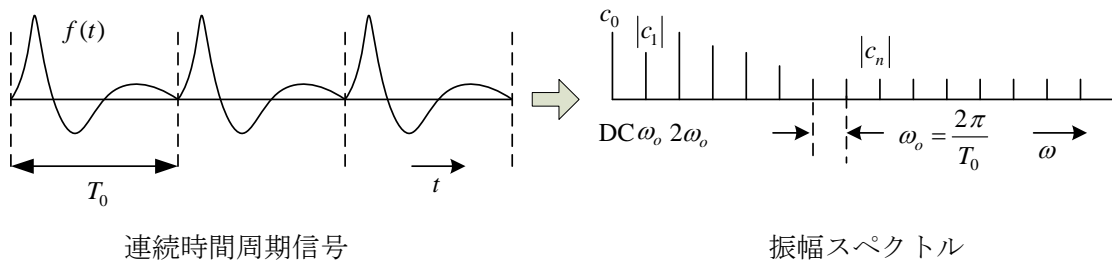 f(t)
T₀
t
連続時間周期信号
c₀
|c₁|
|cₙ|
DC ωₒ 2ωₒ
ωₒ = 2π/T₀
ω
振幅スペクトル